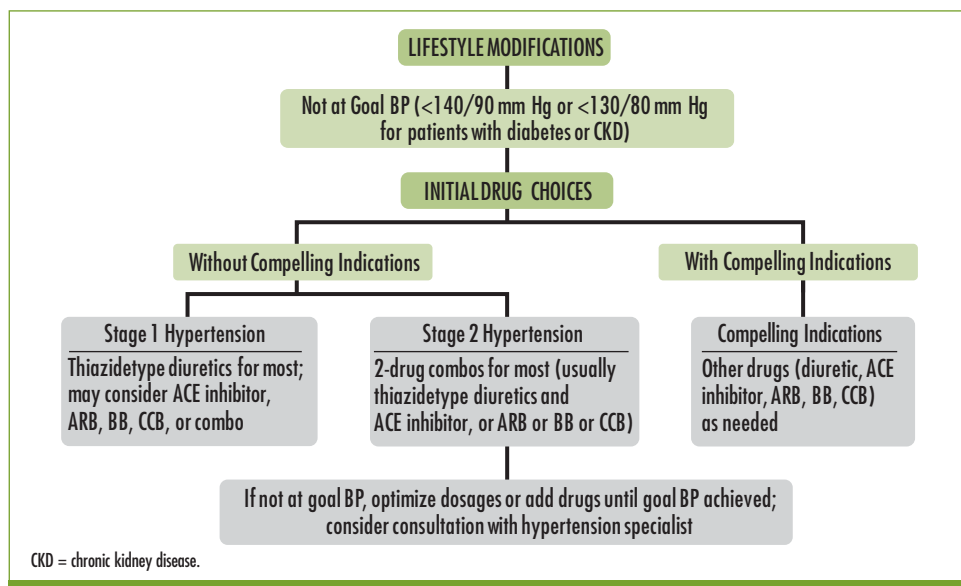 LIFESTYLE MODIFICATIONS
Not at Goal BP (<140/90 mm Hg or <130/80 mm Hg
for patients with diabetes or CKD)
INITIAL DRUG CHOICES
Without Compelling Indications
With Compelling Indications
Stage 1 Hypertension
Thiazidetype diuretics for most;
may consider ACE inhibitor,
ARB, BB, CCB, or combo
Stage 2 Hypertension
2-drug combos for most (usually
thiazidetype diuretics and
ACE inhibitor, or ARB or BB or CCB)
Compelling Indications
Other drugs (diuretic, ACE
inhibitor, ARB, BB, CCB)
as needed
If not at goal BP, optimize dosages or add drugs until goal BP achieved;
consider consultation with hypertension specialist
CKD = chronic kidney disease.